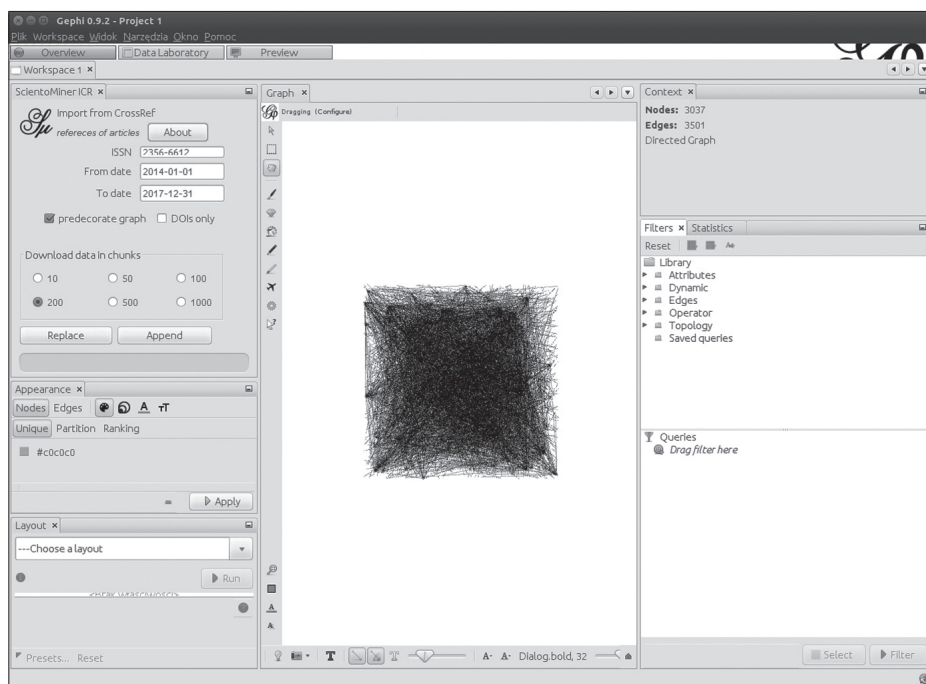 Gephi 0.9.2 - Project 1
Plik Workspace Widok Narzędzia Okno Pomoc
Overview Data Laboratory Preview
Workspace 1 ×
ScientoMiner ICR ×
Import from CrossRef
refereces of articles About
ISSN 2356-6612
From date 2014-01-01
To date 2017-12-31
predecorate graph DOIs only
Download data in chunks
10 50 100
200 500 1000
Replace Append
Appearance ×
Nodes Edges
Unique Partition Ranking
#c0c0c0
Apply
Layout ×
---Choose a layout
Run
<Brak właściwości>
Presets... Reset
Graph ×
Dragging (Configure)
T T A- A- Dialog.bold, 32
Context ×
Nodes: 3037
Edges: 3501
Directed Graph
Filters × Statistics
Reset
Library
Attributes
Dynamic
Edges
Operator
Topology
Saved queries
Queries
Drag filter here
Select Filter